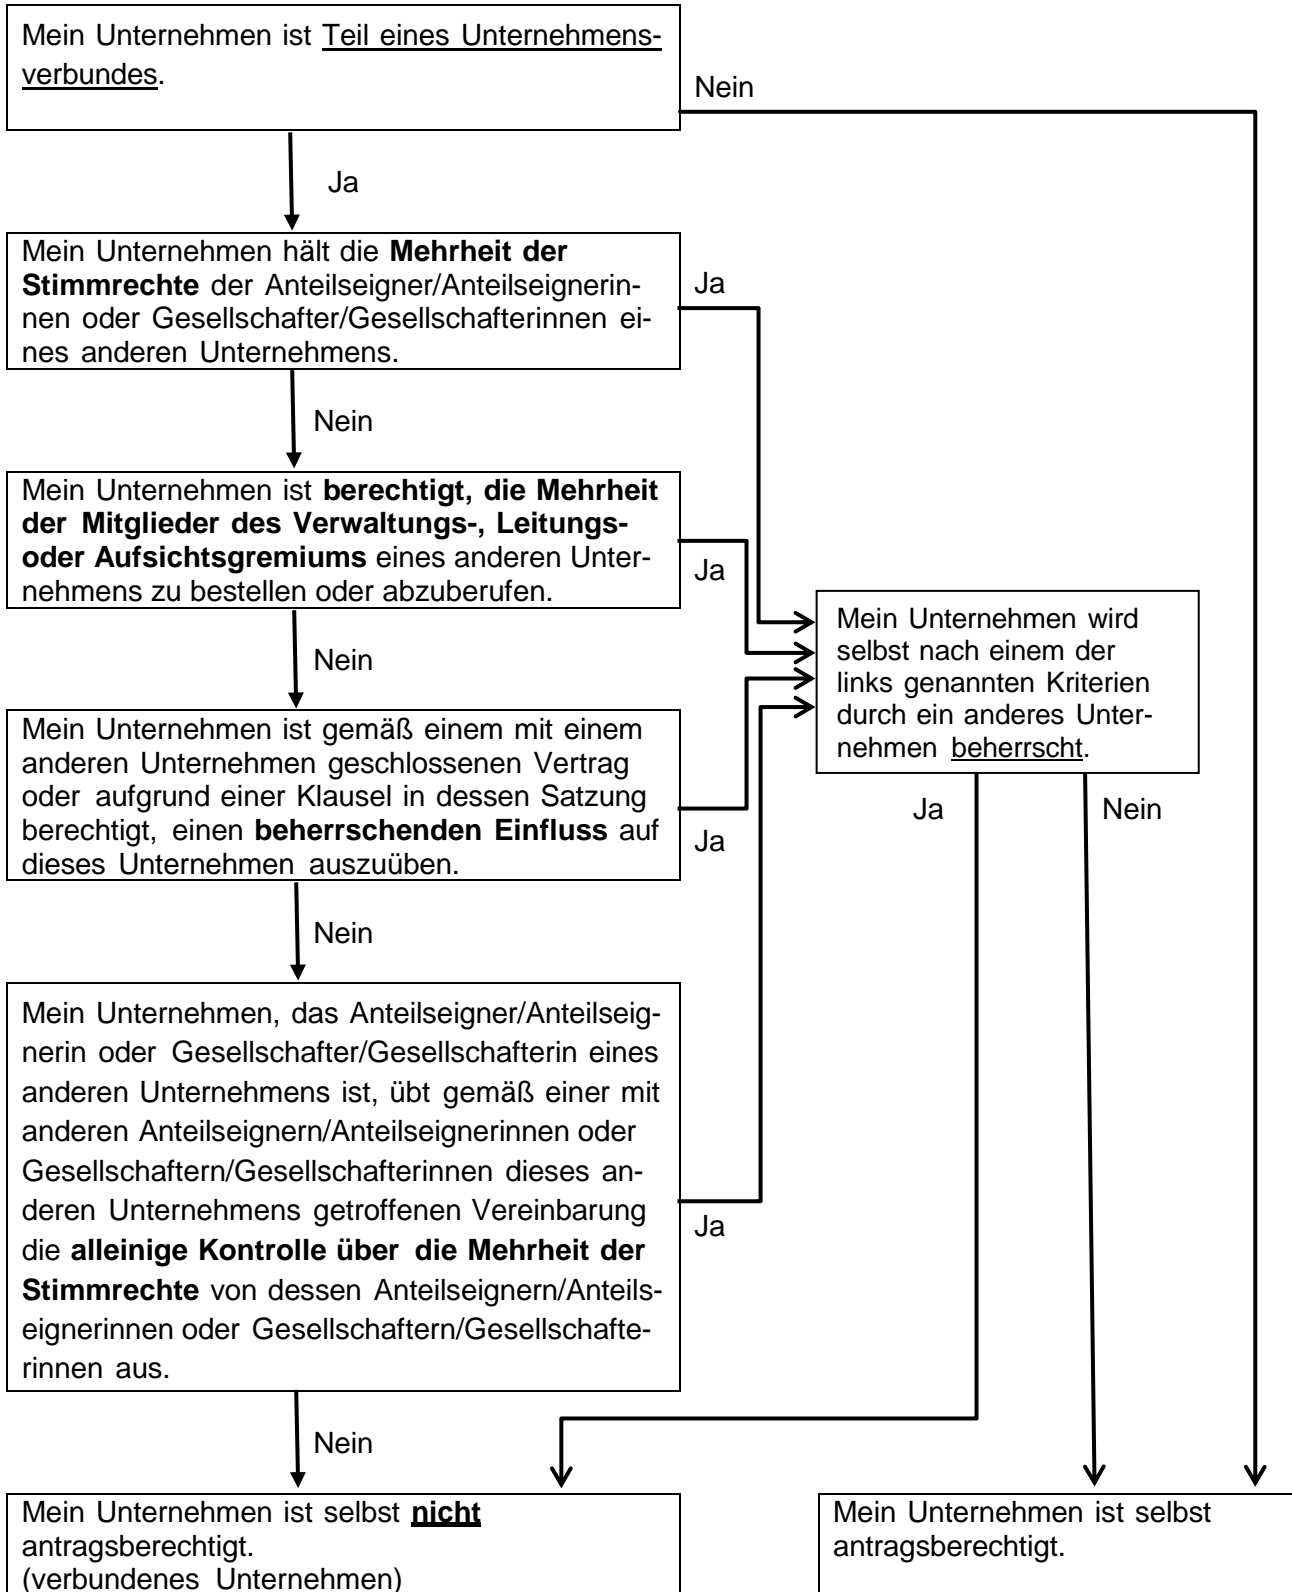 Mein Unternehmen ist Teil eines Unternehmens-
verbundes.
Nein
Ja
Mein Unternehmen hält die Mehrheit der
Stimmrechte der Anteilseigner/Anteilseignerin-
nen oder Gesellschafter/Gesellschafterinnen ei-
nes anderen Unternehmens.
Ja
Nein
Mein Unternehmen ist berechtigt, die Mehrheit
der Mitglieder des Verwaltungs-, Leitungs-
oder Aufsichtsgremiums eines anderen Unter-
nehmens zu bestellen oder abzuberufen.
Ja
Nein
Mein Unternehmen wird
selbst nach einem der
links genannten Kriterien
durch ein anderes Unter-
nehmen beherrscht.
Ja
Nein
Mein Unternehmen ist gemäß einem mit einem
anderen Unternehmen geschlossenen Vertrag
oder aufgrund einer Klausel in dessen Satzung
berechtigt, einen beherrschenden Einfluss auf
dieses Unternehmen auszuüben.
Ja
Nein
Mein Unternehmen, das Anteilseigner/Anteilseig-
nerin oder Gesellschafter/Gesellschafterin eines
anderen Unternehmens ist, übt gemäß einer mit
anderen Anteilseignern/Anteilseignerinnen oder
Gesellschaftern/Gesellschafterinnen dieses an-
deren Unternehmens getroffenen Vereinbarung
die alleinige Kontrolle über die Mehrheit der
Stimmrechte von dessen Anteilseignern/Anteils-
eignerinnen oder Gesellschaftern/Gesellschafte-
rinnen aus.
Ja
Nein
Mein Unternehmen ist selbst nicht
antragsberechtigt.
(verbundenes Unternehmen)
Mein Unternehmen ist selbst
antragsberechtigt.